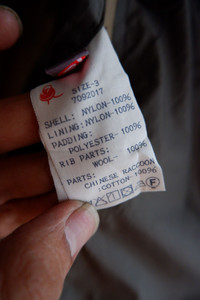 SIZE-3
7092017
SHELL: NYLON-100%
LINING: NYLON-100%
PADDING:
POLYESTER-100%
RIB PARTS:
WOOL- 100%
PARTS:
CHINESE RACCOON
COTTON-100%
F